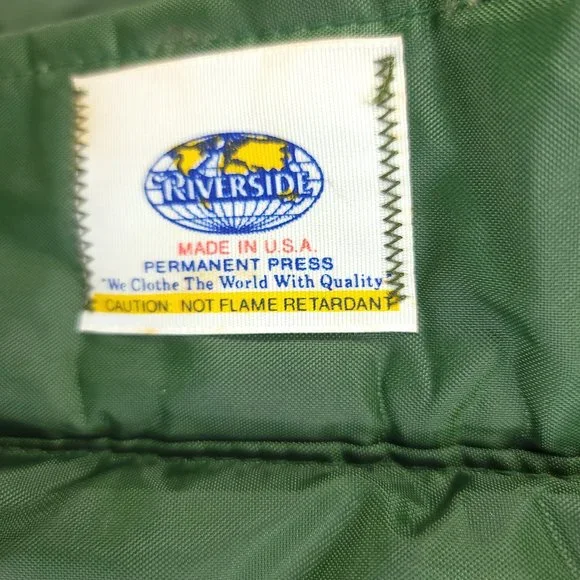 RIVERSIDE
MADE IN U.S.A.
PERMANENT PRESS
"We Clothe The World With Quality"
CAUTION: NOT FLAME RETARDANT